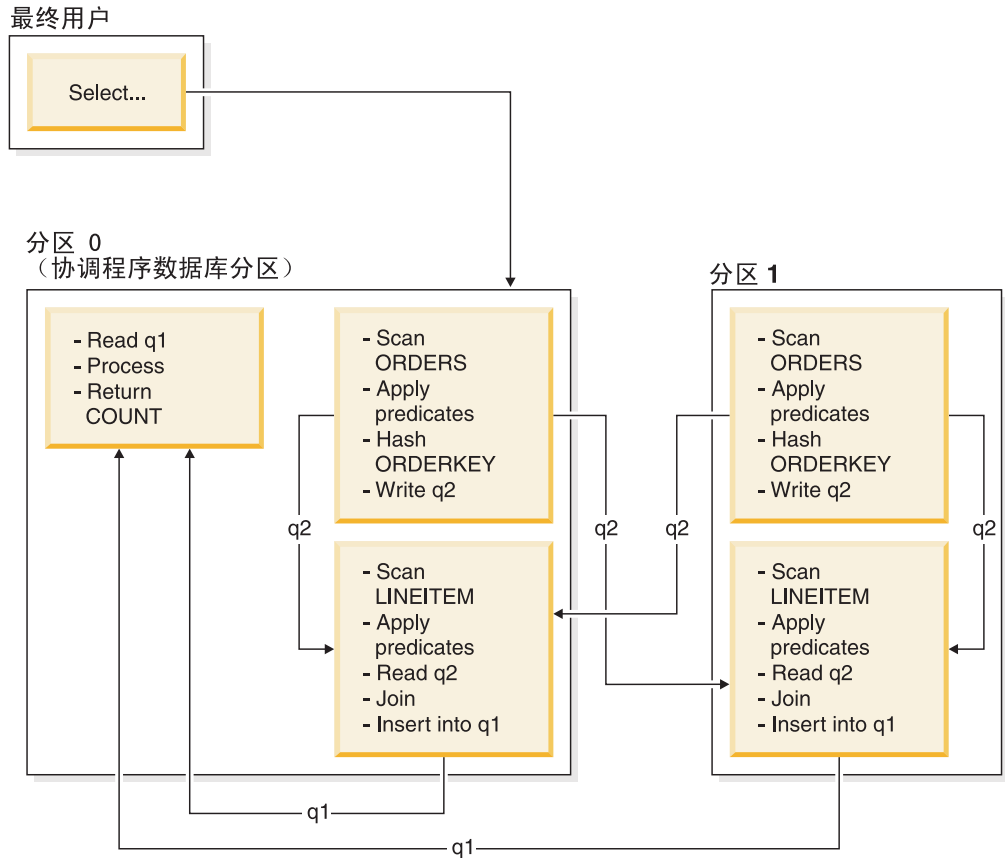 最终用户
Select...
分区 0
（协调程序数据库分区）
- Read q1
- Process
- Return
COUNT
- Scan
ORDERS
- Apply
predicates
- Hash
ORDERKEY
- Write q2
q2
q2
- Scan
LINEITEM
- Apply
predicates
- Read q2
- Join
- Insert into q1
分区 1
- Scan
ORDERS
- Apply
predicates
- Hash
ORDERKEY
- Write q2
q2
q2
- Scan
LINEITEM
- Apply
predicates
- Read q2
- Join
- Insert into q1
q1
q1